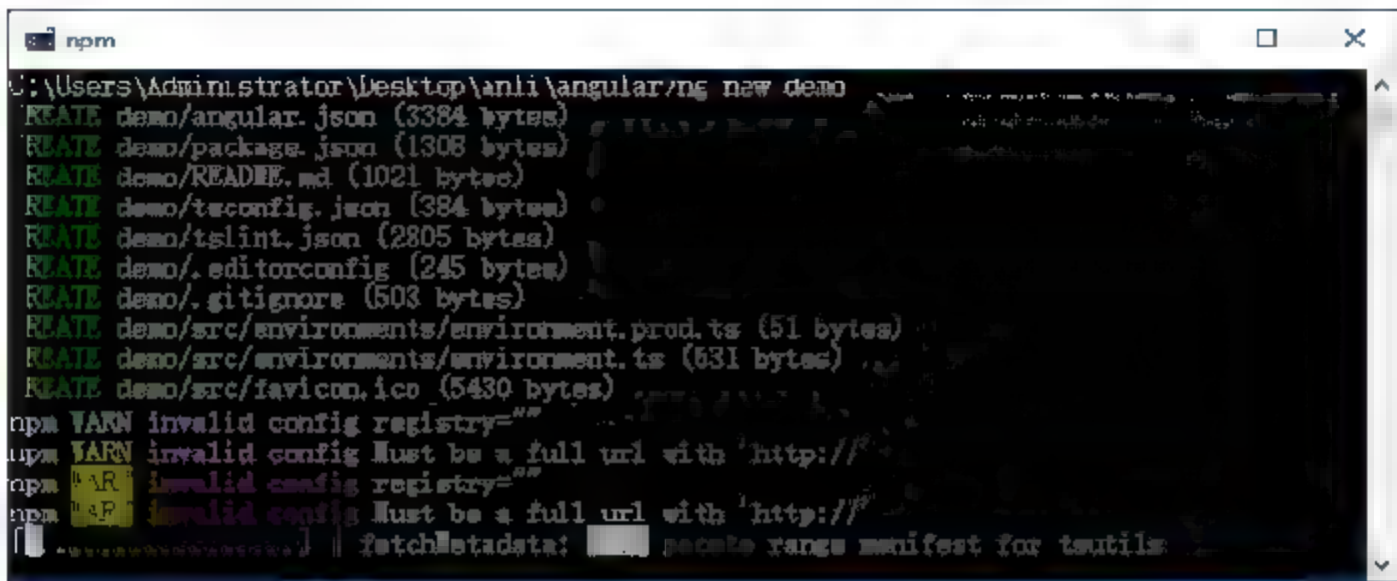 npm
C:\Users\Administrator\Desktop\anli\angular>ng new demo
CREATE demo/angular.json (3384 bytes)
CREATE demo/package.json (1308 bytes)
CREATE demo/README.md (1021 bytes)
CREATE demo/tsconfig.json (384 bytes)
CREATE demo/tslint.json (2805 bytes)
CREATE demo/.editorconfig (245 bytes)
CREATE demo/.gitignore (503 bytes)
CREATE demo/src/environments/environment.prod.ts (51 bytes)
CREATE demo/src/environments/environment.ts (631 bytes)
CREATE demo/src/favicon.ico (5430 bytes)
npm WARN invalid config registry=""
npm WARN invalid config Must be a full url with 'http://'
npm WARN invalid config registry=""
npm WARN invalid config Must be a full url with 'http://'
fetchMetadata: range manifest for tsutils